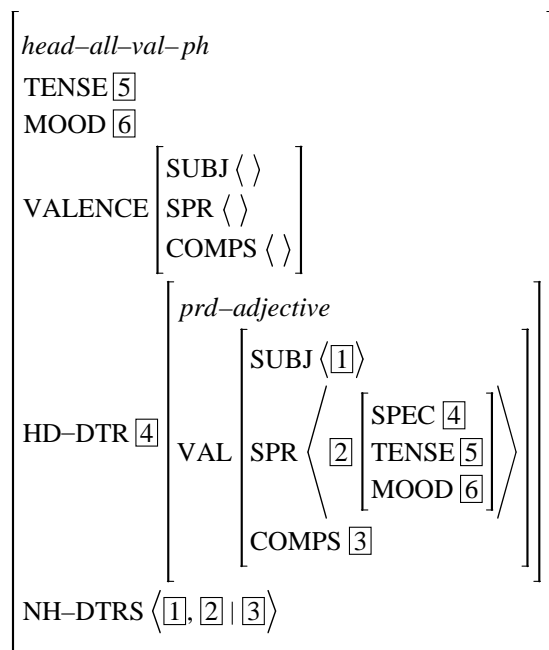 head–all–val–ph
TENSE 5
MOOD 6
VALENCE
SUBJ ⟨ ⟩
SPR ⟨ ⟩
COMPS ⟨ ⟩
HD–DTR 4
prd–adjective
VAL
SUBJ ⟨1⟩
SPR ⟨ 2
SPEC 4
TENSE 5
MOOD 6
⟩
COMPS 3
NH–DTRS ⟨1, 2 | 3⟩